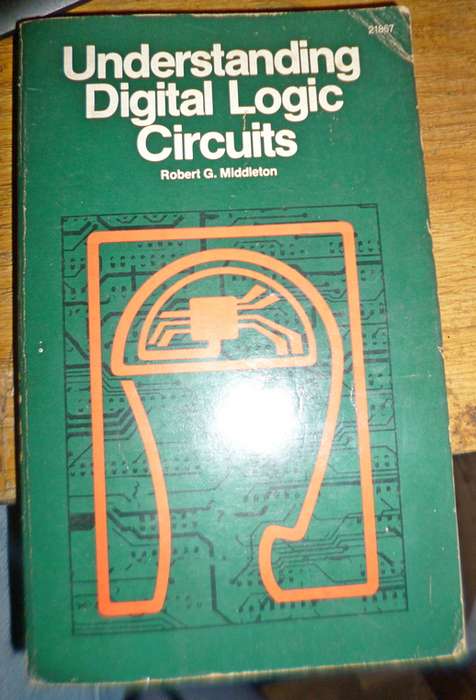 21867
Understanding
Digital Logic
Circuits
Robert G. Middleton